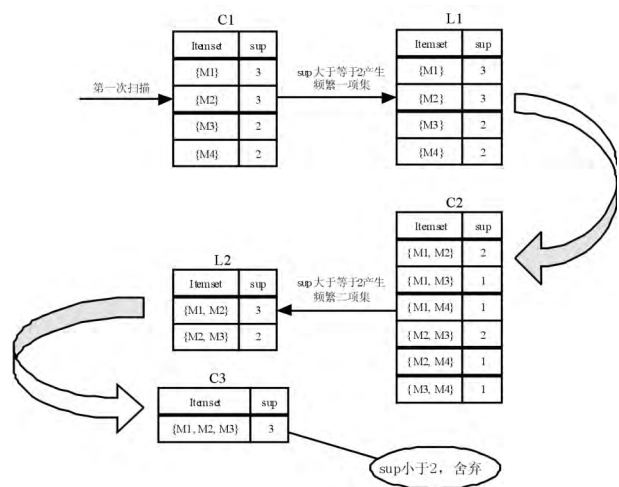 C1
Itemset sup
{M1} 3
{M2} 3
{M3} 2
{M4} 2
第一次扫描
sup大于等于2产生
频繁一项集
L1
Itemset sup
{M1} 3
{M2} 3
{M3} 2
{M4} 2
C2
Itemset sup
{M1, M2} 2
{M1, M3} 1
{M1, M4} 1
{M2, M3} 2
{M2, M4} 1
{M3, M4} 1
sup大于等于2产生
频繁二项集
L2
Itemset sup
{M1, M2} 3
{M2, M3} 2
C3
Itemset sup
{M1, M2, M3} 3
sup小于2，舍弃